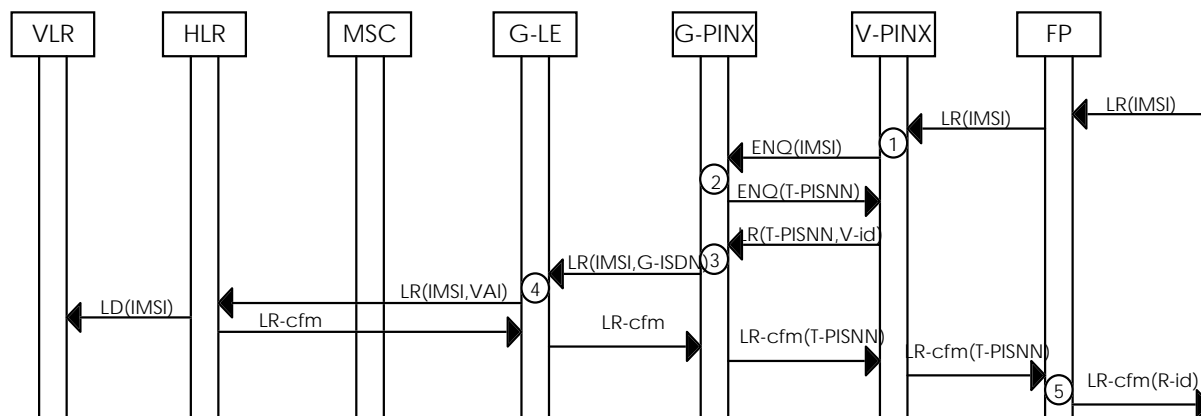 VLR HLR MSC G-LE G-PINX V-PINX FP
LR(IMSI)
LR(IMSI)
1
ENQ(IMSI)
2
ENQ(T-PISNN)
LR(T-PISNN,V-id)
3
LR(IMSI,G-ISDN)
4
LR(IMSI,VAI)
LD(IMSI)
LR-cfm
LR-cfm
LR-cfm(T-PISNN)
LR-cfm(T-PISNN)
5
LR-cfm(R-id)